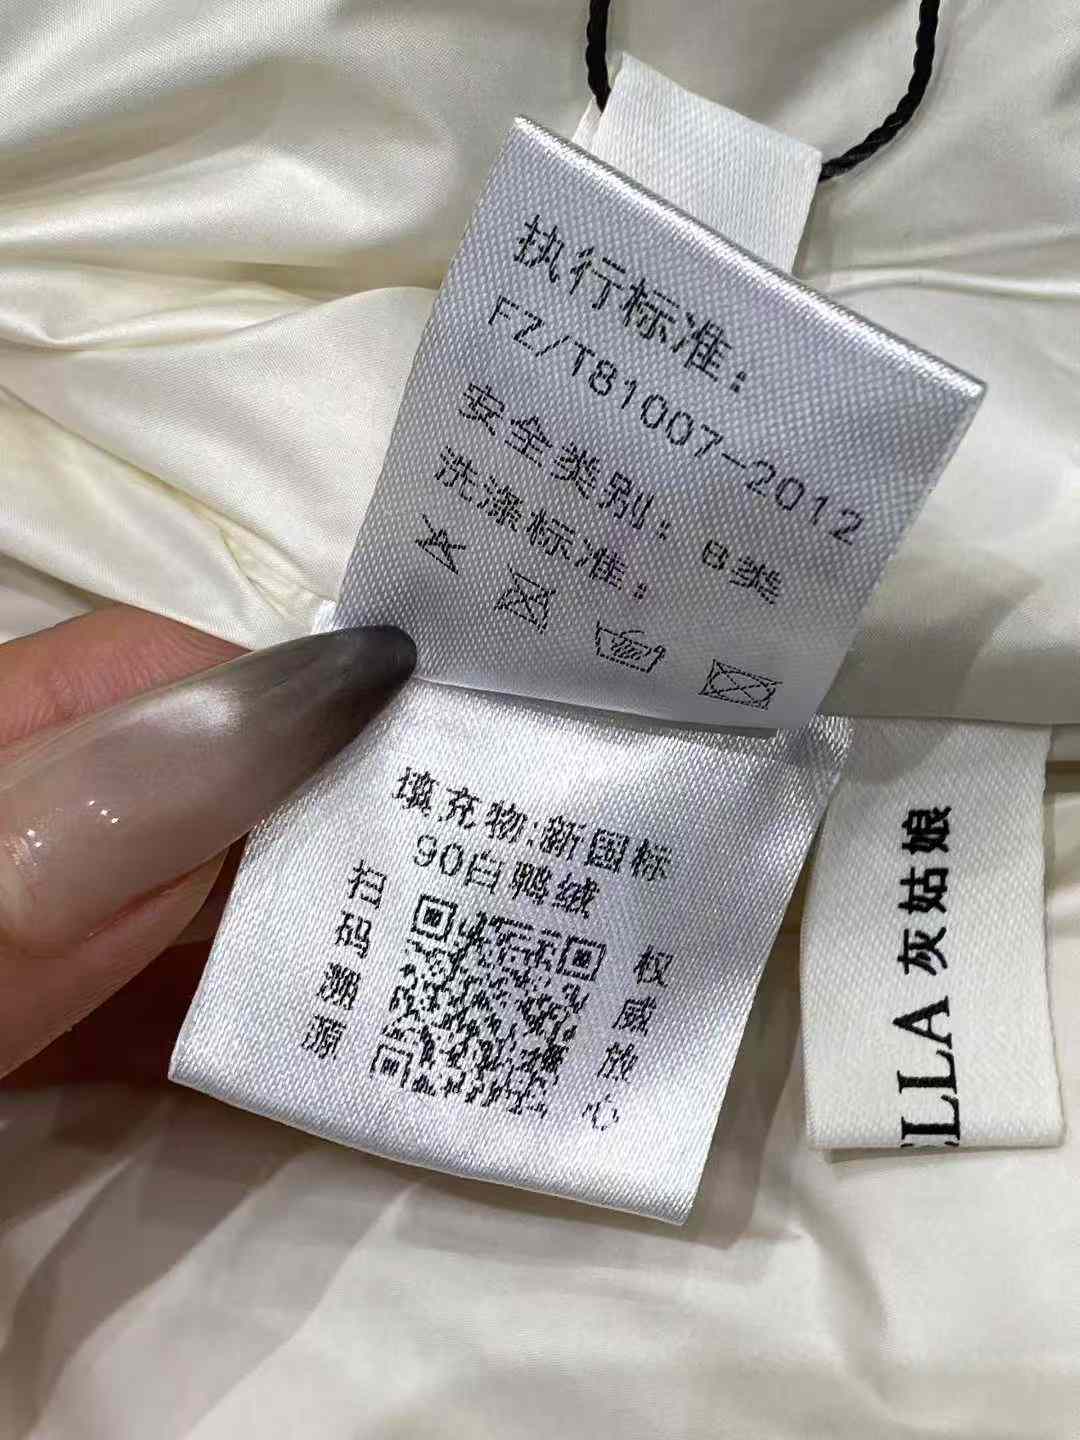 执行标准：
FZ/T81007-2012
安全类别：B类
洗涤标准：
填充物:新国标
90白鸭绒
扫码溯源
权威放心
ELLA 灰姑娘